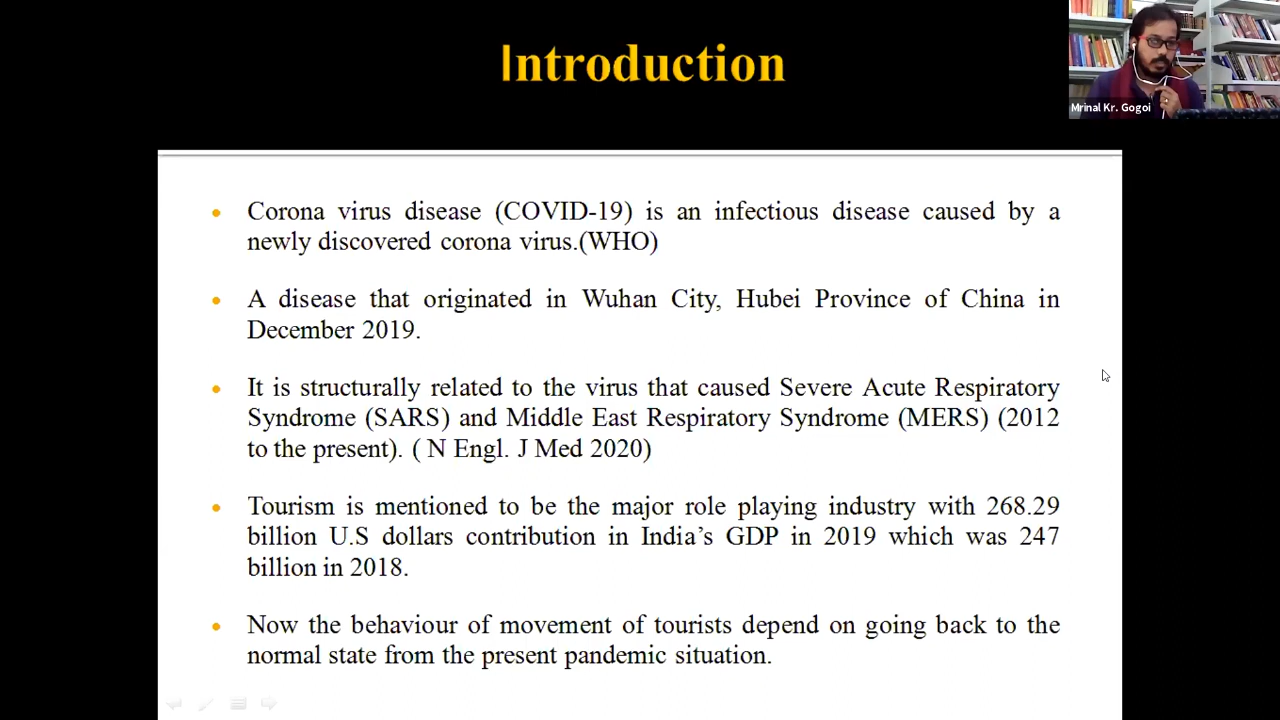 Introduction
Mrinal Kr. Gogoi
• Corona virus disease (COVID-19) is an infectious disease caused by a
newly discovered corona virus.(WHO)
• A disease that originated in Wuhan City, Hubei Province of China in
December 2019.
• It is structurally related to the virus that caused Severe Acute Respiratory
Syndrome (SARS) and Middle East Respiratory Syndrome (MERS) (2012
to the present). ( N Engl. J Med 2020)
• Tourism is mentioned to be the major role playing industry with 268.29
billion U.S dollars contribution in India’s GDP in 2019 which was 247
billion in 2018.
• Now the behaviour of movement of tourists depend on going back to the
normal state from the present pandemic situation.